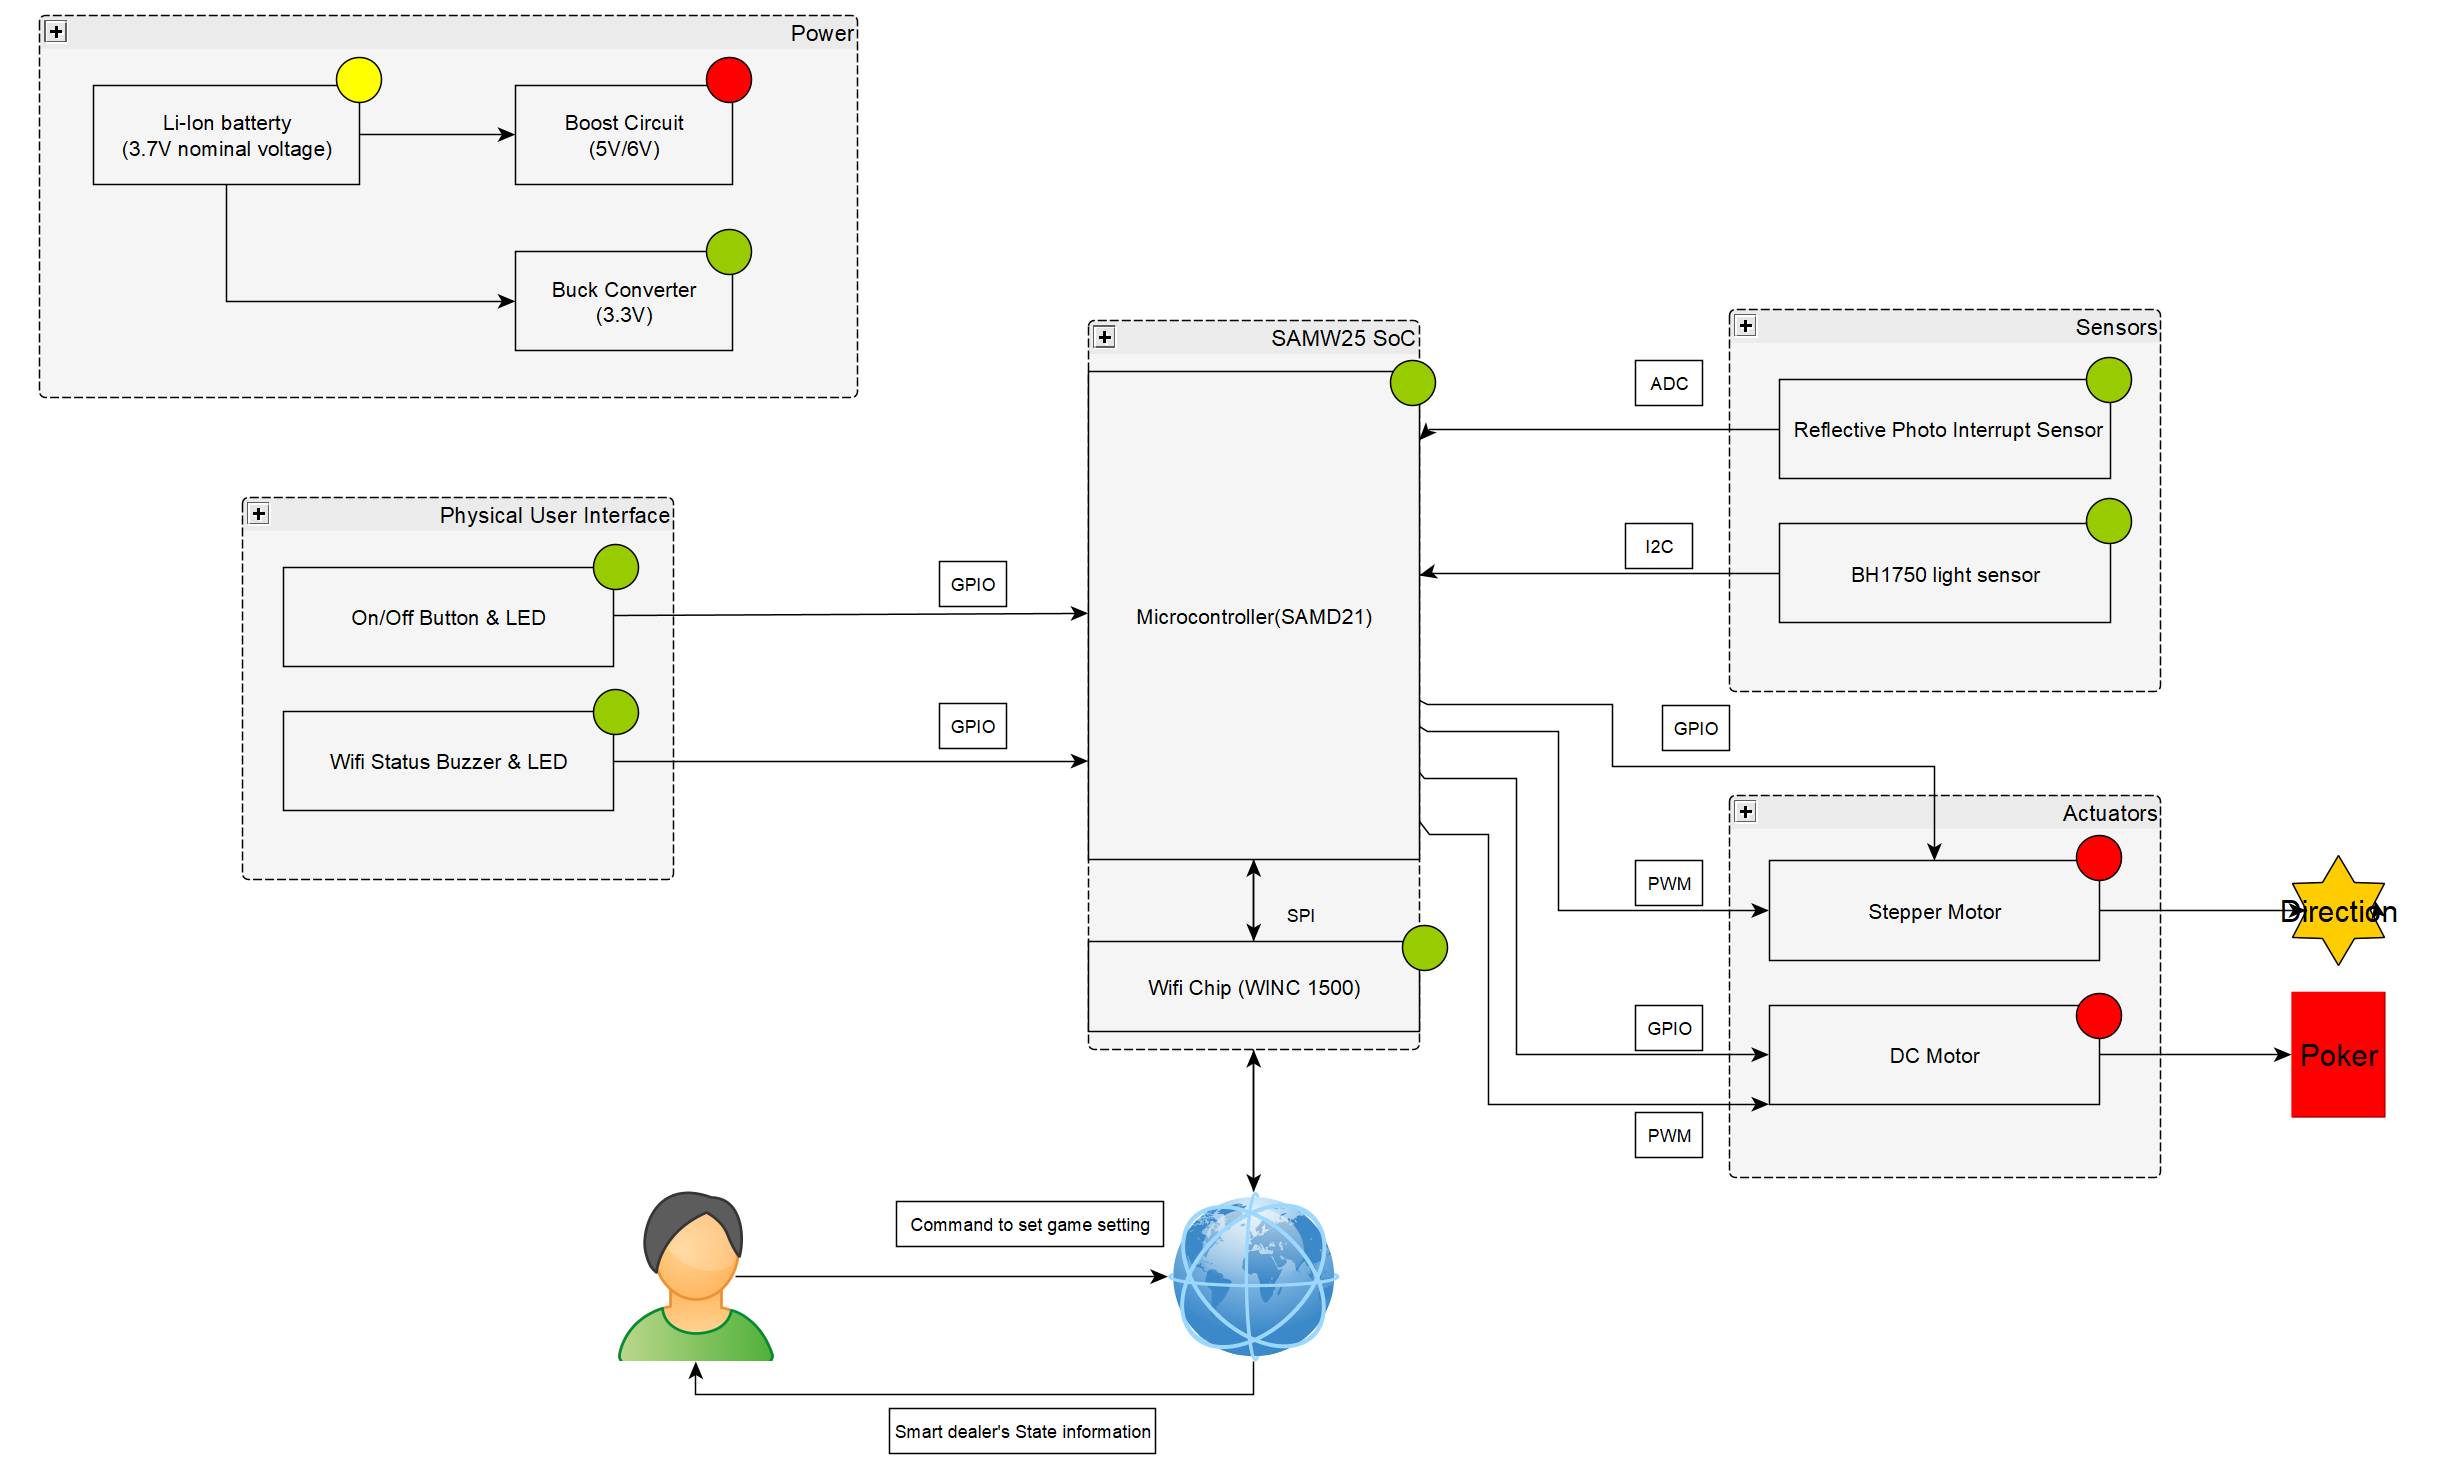 Power
Li-Ion batterty
(3.7V nominal voltage)
Boost Circuit
(5V/6V)
Buck Converter
(3.3V)
Physical User Interface
On/Off Button & LED
Wifi Status Buzzer & LED
GPIO
GPIO
SAMW25 SoC
Microcontroller(SAMD21)
SPI
Wifi Chip (WINC 1500)
ADC
I2C
Sensors
Reflective Photo Interrupt Sensor
BH1750 light sensor
GPIO
PWM
GPIO
PWM
Actuators
Stepper Motor
DC Motor
Direction
Poker
Command to set game setting
Smart dealer's State information